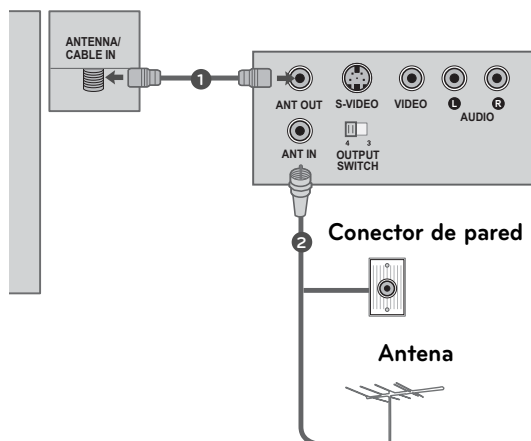 ANTENNA/
CABLE IN
1
ANT OUT S-VIDEO VIDEO L R
AUDIO
ANT IN
4 3
OUTPUT
SWITCH
2
Conector de pared
Antena